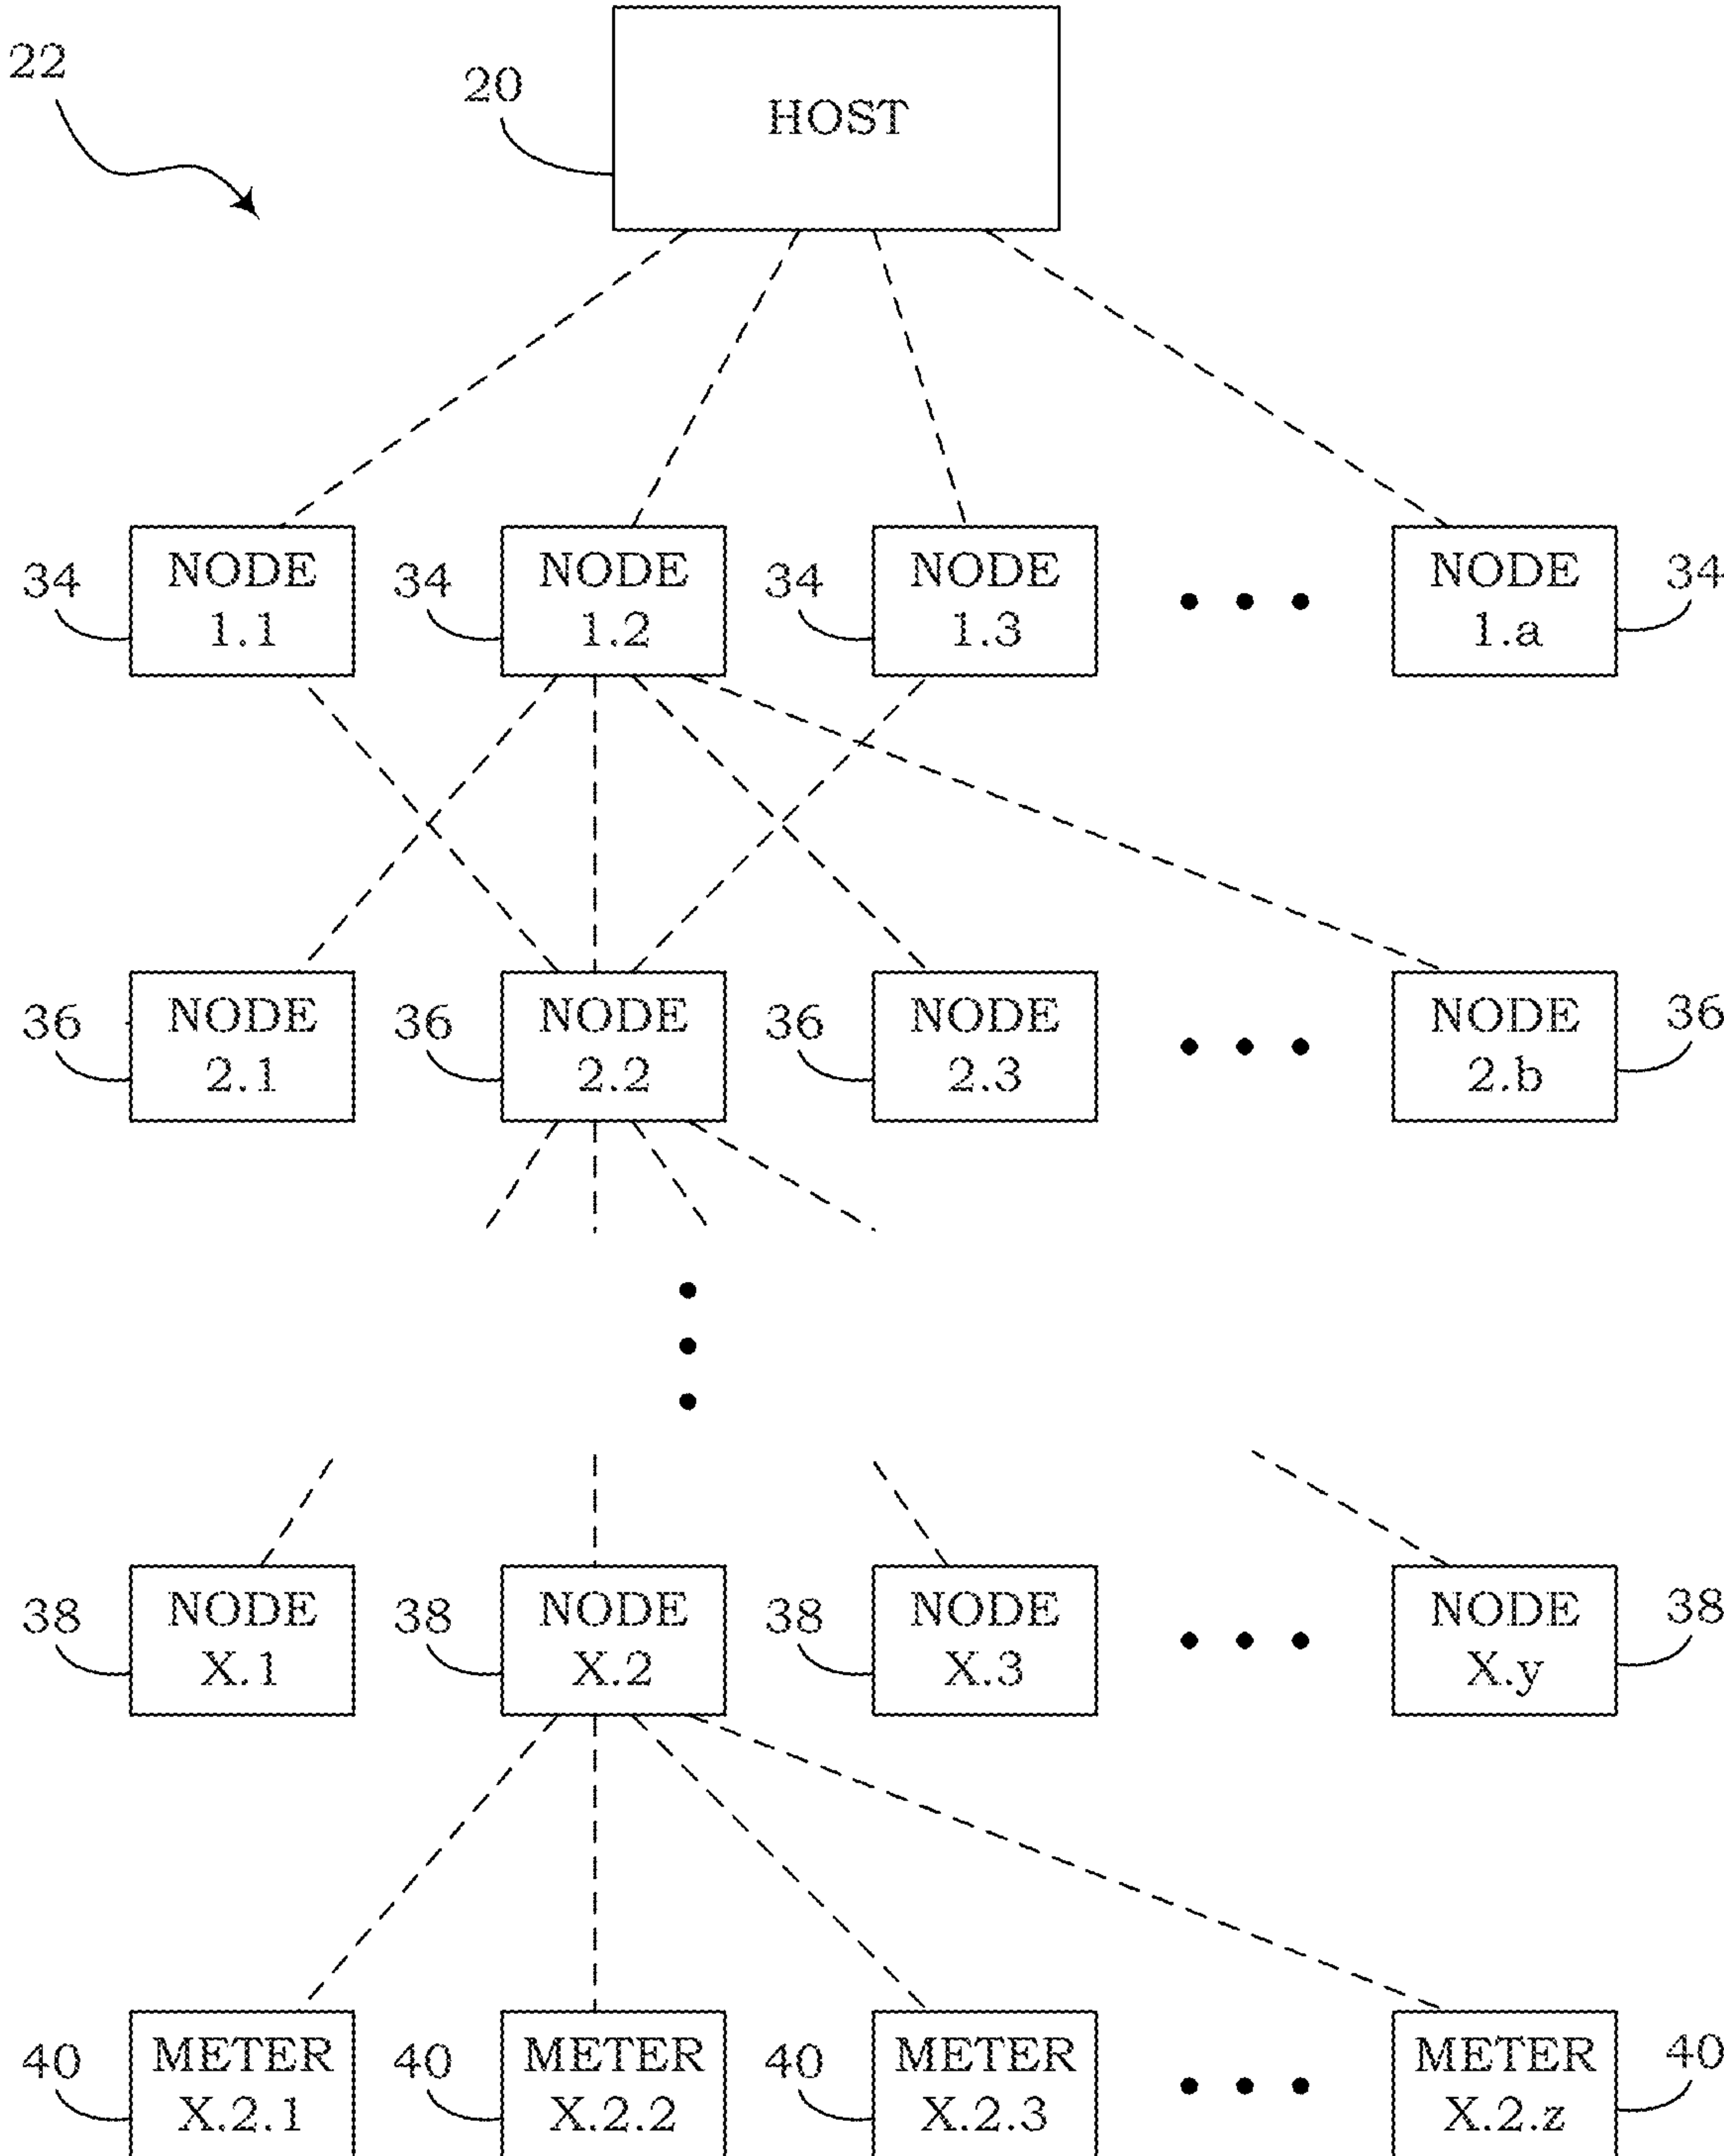 22
20
HOST
34
NODE
1.1
34
NODE
1.2
34
NODE
1.3
NODE
1.a
34
36
NODE
2.1
36
NODE
2.2
36
NODE
2.3
NODE
2.b
36
38
NODE
X.1
38
NODE
X.2
38
NODE
X.3
NODE
X.y
38
40
METER
X.2.1
40
METER
X.2.2
40
METER
X.2.3
METER
X.2.z
40